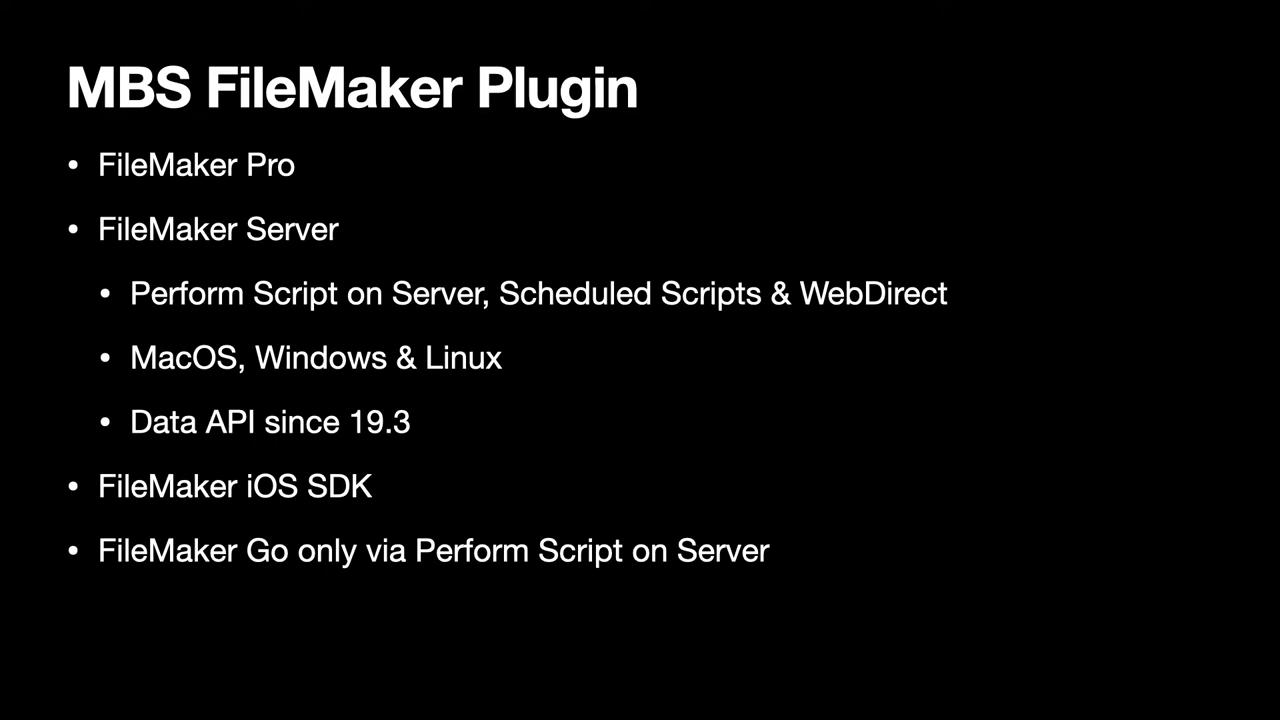 MBS FileMaker Plugin
• FileMaker Pro
• FileMaker Server
• Perform Script on Server, Scheduled Scripts & WebDirect
• MacOS, Windows & Linux
• Data API since 19.3
• FileMaker iOS SDK
• FileMaker Go only via Perform Script on Server